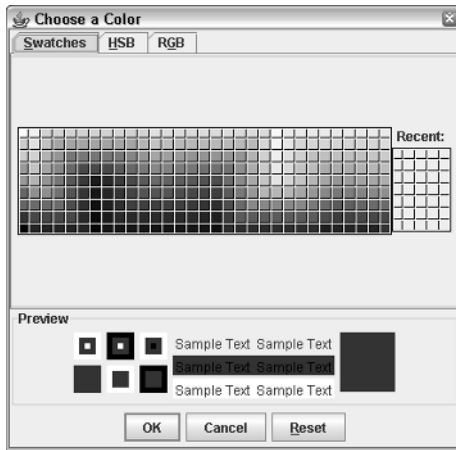 Choose a Color
Swatches HSB RGB
Recent:
Preview
Sample Text Sample Text
Sample Text Sample Text
Sample Text Sample Text
OK Cancel Reset